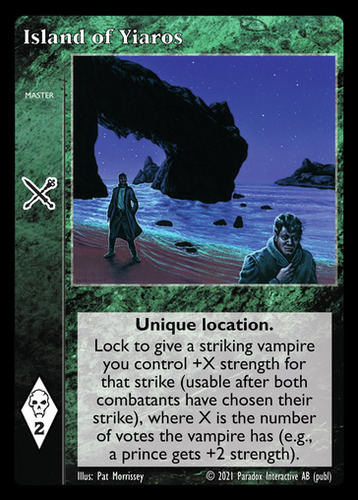 Island of Yiaros
MASTER
Unique location.
Lock to give a striking vampire
you control +X strength for
that strike (usable after both
combatants have chosen their
strike), where X is the number
of votes the vampire has (e.g.,
a prince gets +2 strength).
2
Illus: Pat Morrissey
© 2021 Paradox Interactive AB (publ)